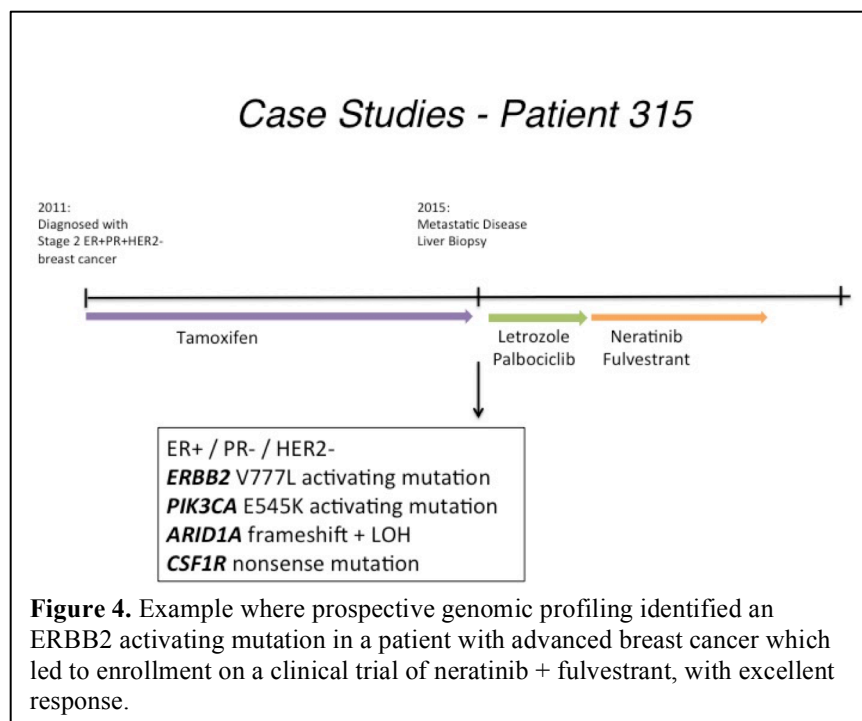 Case Studies - Patient 315
2011:
Diagnosed with
Stage 2 ER+PR+HER2-
breast cancer
2015:
Metastatic Disease
Liver Biopsy
Tamoxifen
Letrozole
Palbociclib
Neratinib
Fulvestrant
ER+ / PR- / HER2-
ERBB2 V777L activating mutation
PIK3CA E545K activating mutation
ARID1A frameshift + LOH
CSF1R nonsense mutation
Figure 4. Example where prospective genomic profiling identified an
ERBB2 activating mutation in a patient with advanced breast cancer which
led to enrollment on a clinical trial of neratinib + fulvestrant, with excellent
response.